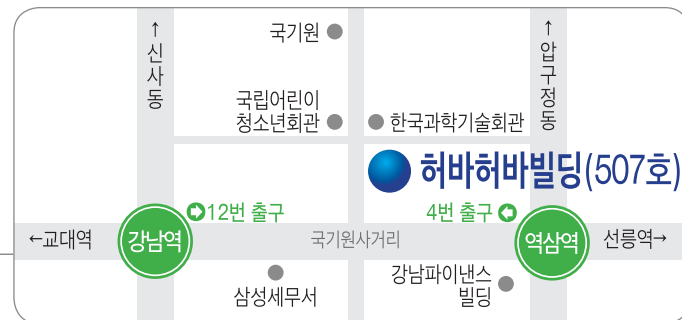 국기원
↑
신
사
동
↑
압
구
정
동
국립어린이
청소년회관
한국과학기술회관
허바허바빌딩(507호)
12번 출구
4번 출구
←교대역
강남역
국기원사거리
역삼역
선릉역→
삼성세무서
강남파이낸스
빌딩